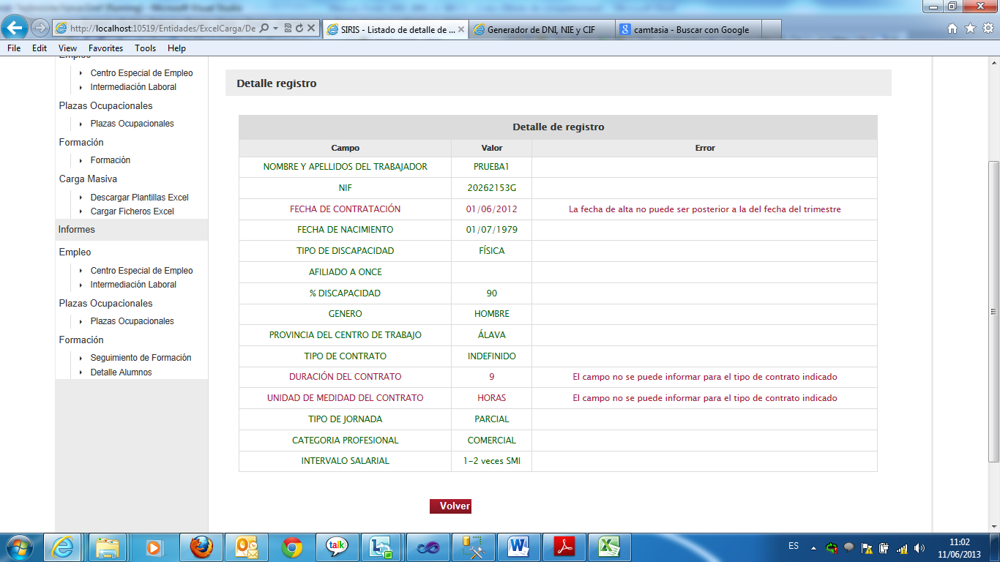 (Running) - Microsoft Visual Studio
http://localhost:10519/Entidades/ExcelCarga/De
SIRIS - Listado de detalle de ...
Generador de DNI, NIE y CIF
camtasia - Buscar con Google
File Edit View Favorites Tools Help
Empleo
Centro Especial de Empleo
Intermediación Laboral
Plazas Ocupacionales
Plazas Ocupacionales
Formación
Formación
Carga Masiva
Descargar Plantillas Excel
Cargar Ficheros Excel
Informes
Empleo
Centro Especial de Empleo
Intermediación Laboral
Plazas Ocupacionales
Plazas Ocupacionales
Formación
Seguimiento de Formación
Detalle Alumnos
Detalle registro
Detalle de registro
Campo Valor Error
NOMBRE Y APELLIDOS DEL TRABAJADOR PRUEBA1
NIF 20262153G
FECHA DE CONTRATACIÓN 01/06/2012 La fecha de alta no puede ser posterior a la del fecha del trimestre
FECHA DE NACIMIENTO 01/07/1979
TIPO DE DISCAPACIDAD FÍSICA
AFILIADO A ONCE
% DISCAPACIDAD 90
GENERO HOMBRE
PROVINCIA DEL CENTRO DE TRABAJO ÁLAVA
TIPO DE CONTRATO INDEFINIDO
DURACIÓN DEL CONTRATO 9 El campo no se puede informar para el tipo de contrato indicado
UNIDAD DE MEDIDAD DEL CONTRATO HORAS El campo no se puede informar para el tipo de contrato indicado
TIPO DE JORNADA PARCIAL
CATEGORIA PROFESIONAL COMERCIAL
INTERVALO SALARIAL 1-2 veces SMI
Volver
talk
ES
11:02
11/06/2013